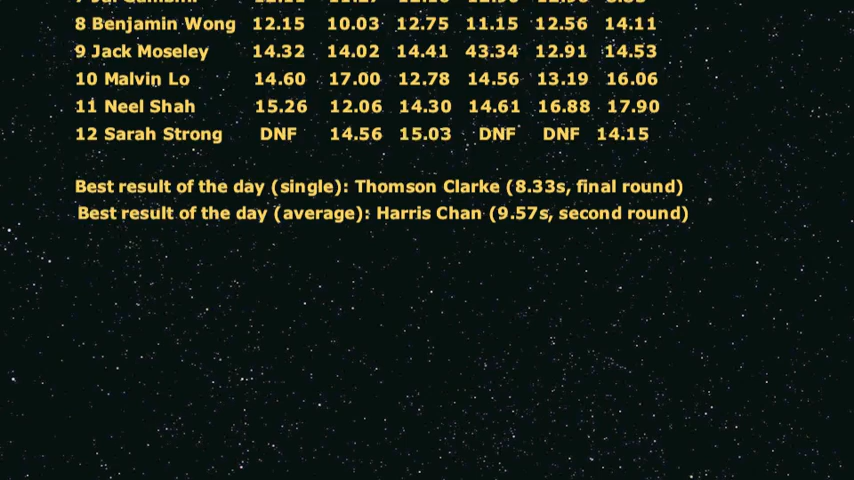 8 Benjamin Wong 12.15 10.03 12.75 11.15 12.56 14.11
9 Jack Moseley 14.32 14.02 14.41 43.34 12.91 14.53
10 Malvin Lo 14.60 17.00 12.78 14.56 13.19 16.06
11 Neel Shah 15.26 12.06 14.30 14.61 16.88 17.90
12 Sarah Strong DNF 14.56 15.03 DNF DNF 14.15
Best result of the day (single): Thomson Clarke (8.33s, final round)
Best result of the day (average): Harris Chan (9.57s, second round)